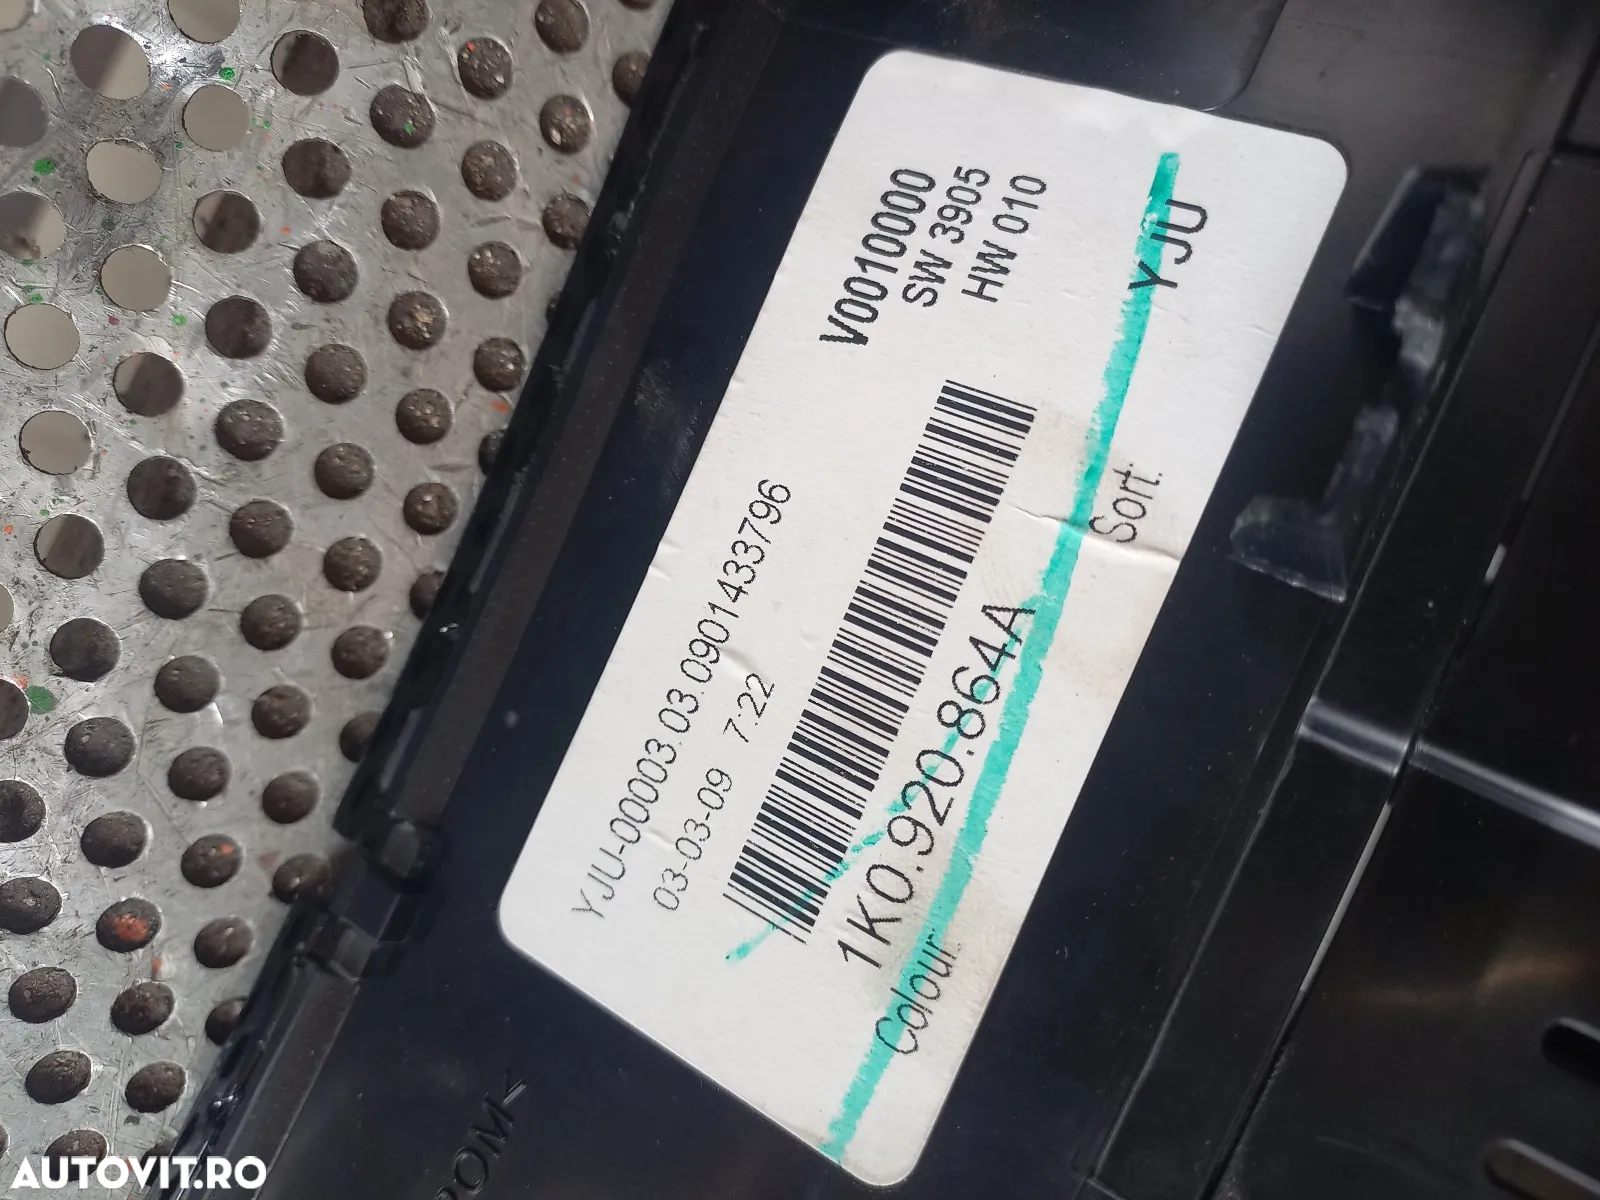 YJU-00003.03.0901433796
03-03-09 7:22
V0010000
SW 3905
HW 010
1K0.920.864A
Colour:
Sort.:
YJU
POM<
AUTOVIT.RO